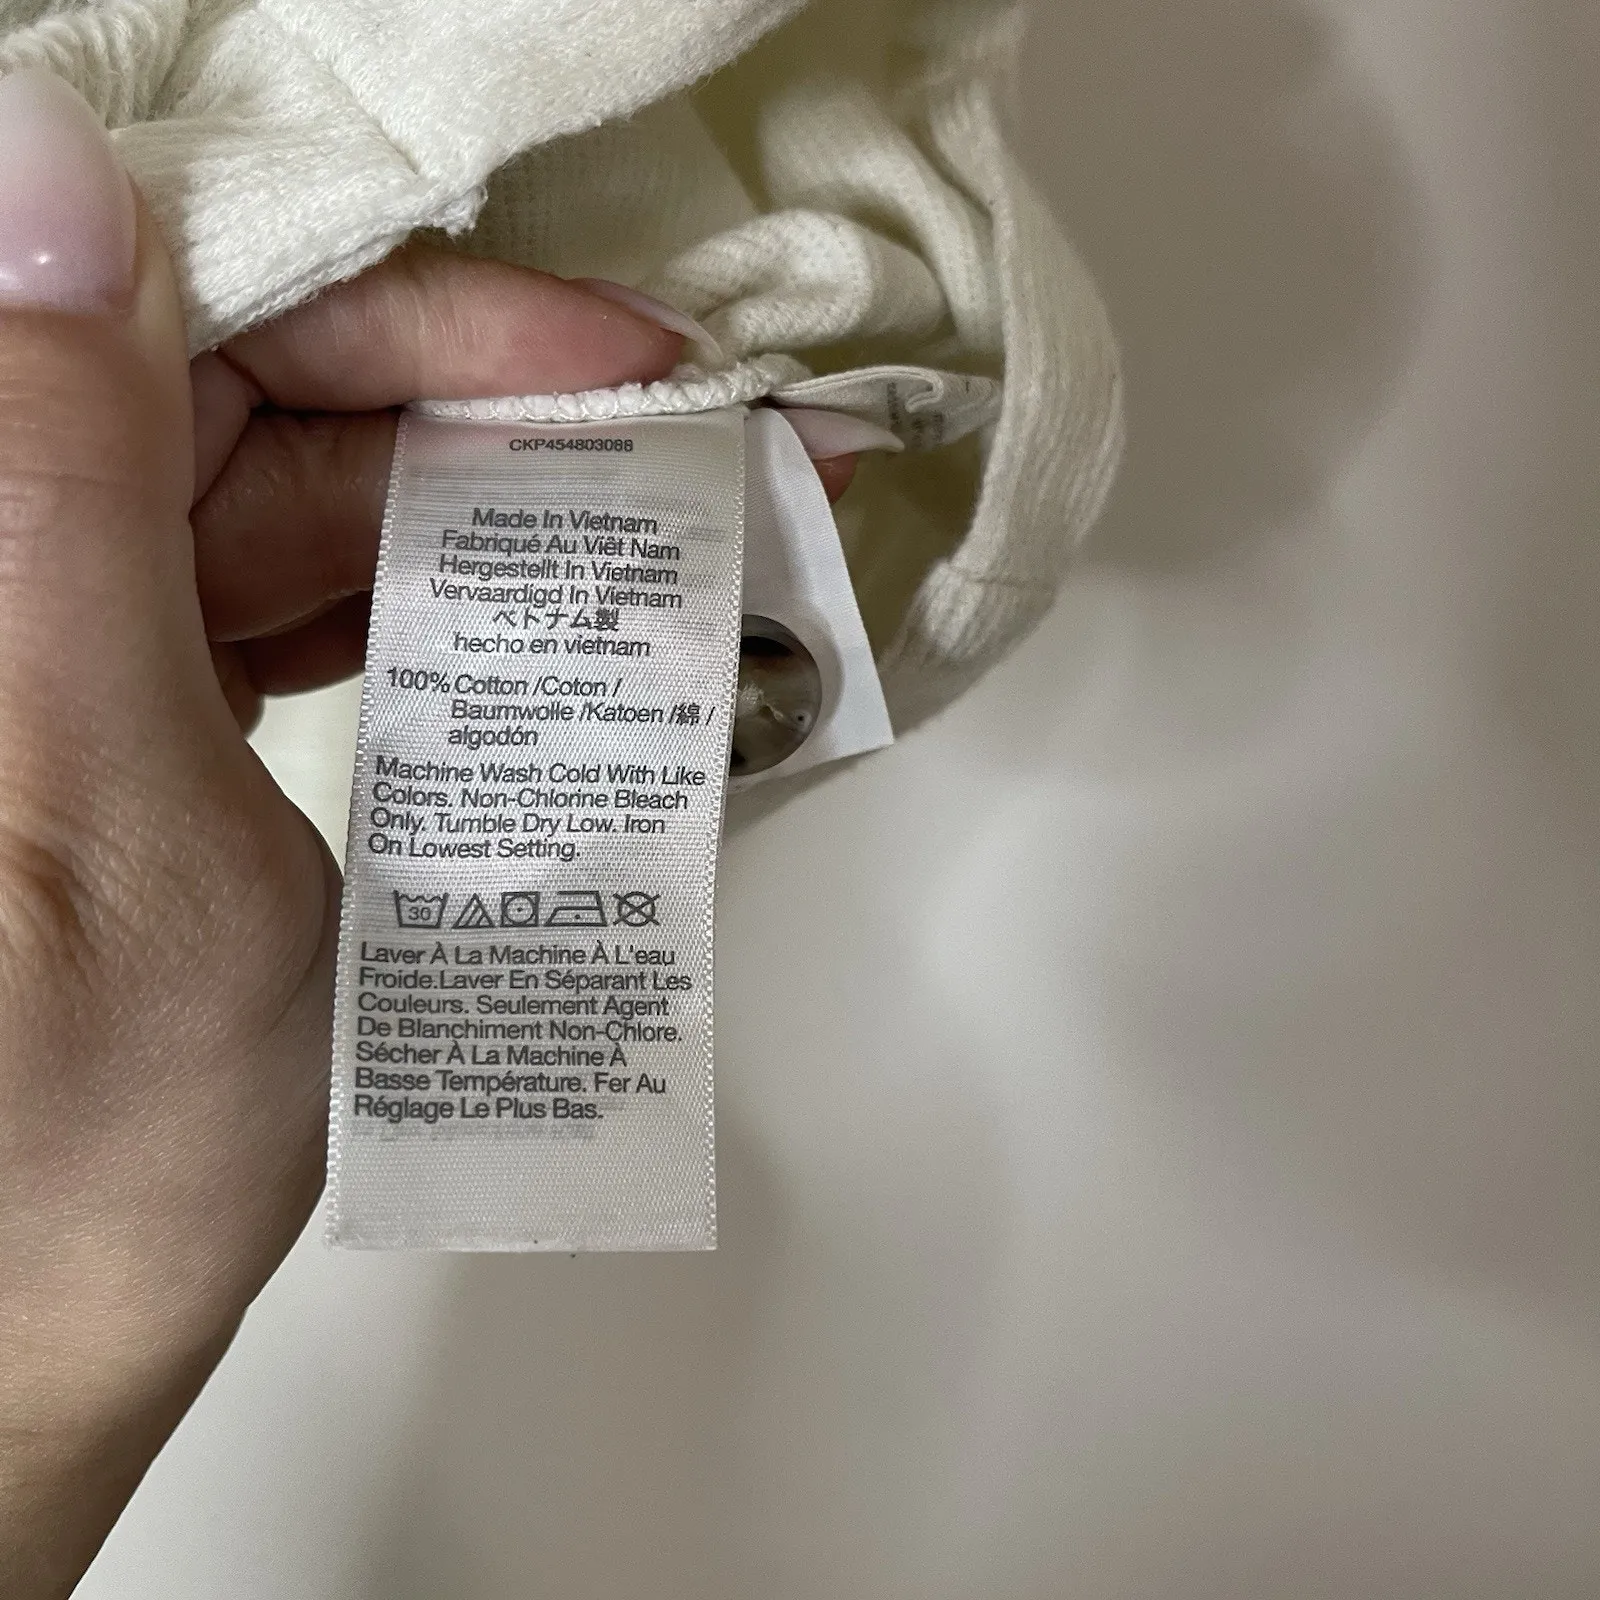 CKP454803088
Made In Vietnam
Fabriqué Au Viêt Nam
Hergestellt In Vietnam
Vervaardigd In Vietnam
ベトナム製
hecho en vietnam
100% Cotton /Coton /
Baumwolle /Katoen /綿 /
algodón
Machine Wash Cold With Like
Colors. Non-Chlorine Bleach
Only. Tumble Dry Low. Iron
On Lowest Setting.
30
Laver À La Machine À L'eau
Froide.Laver En Séparant Les
Couleurs. Seulement Agent
De Blanchiment Non-Chlore.
Sécher À La Machine À
Basse Température. Fer Au
Réglage Le Plus Bas.